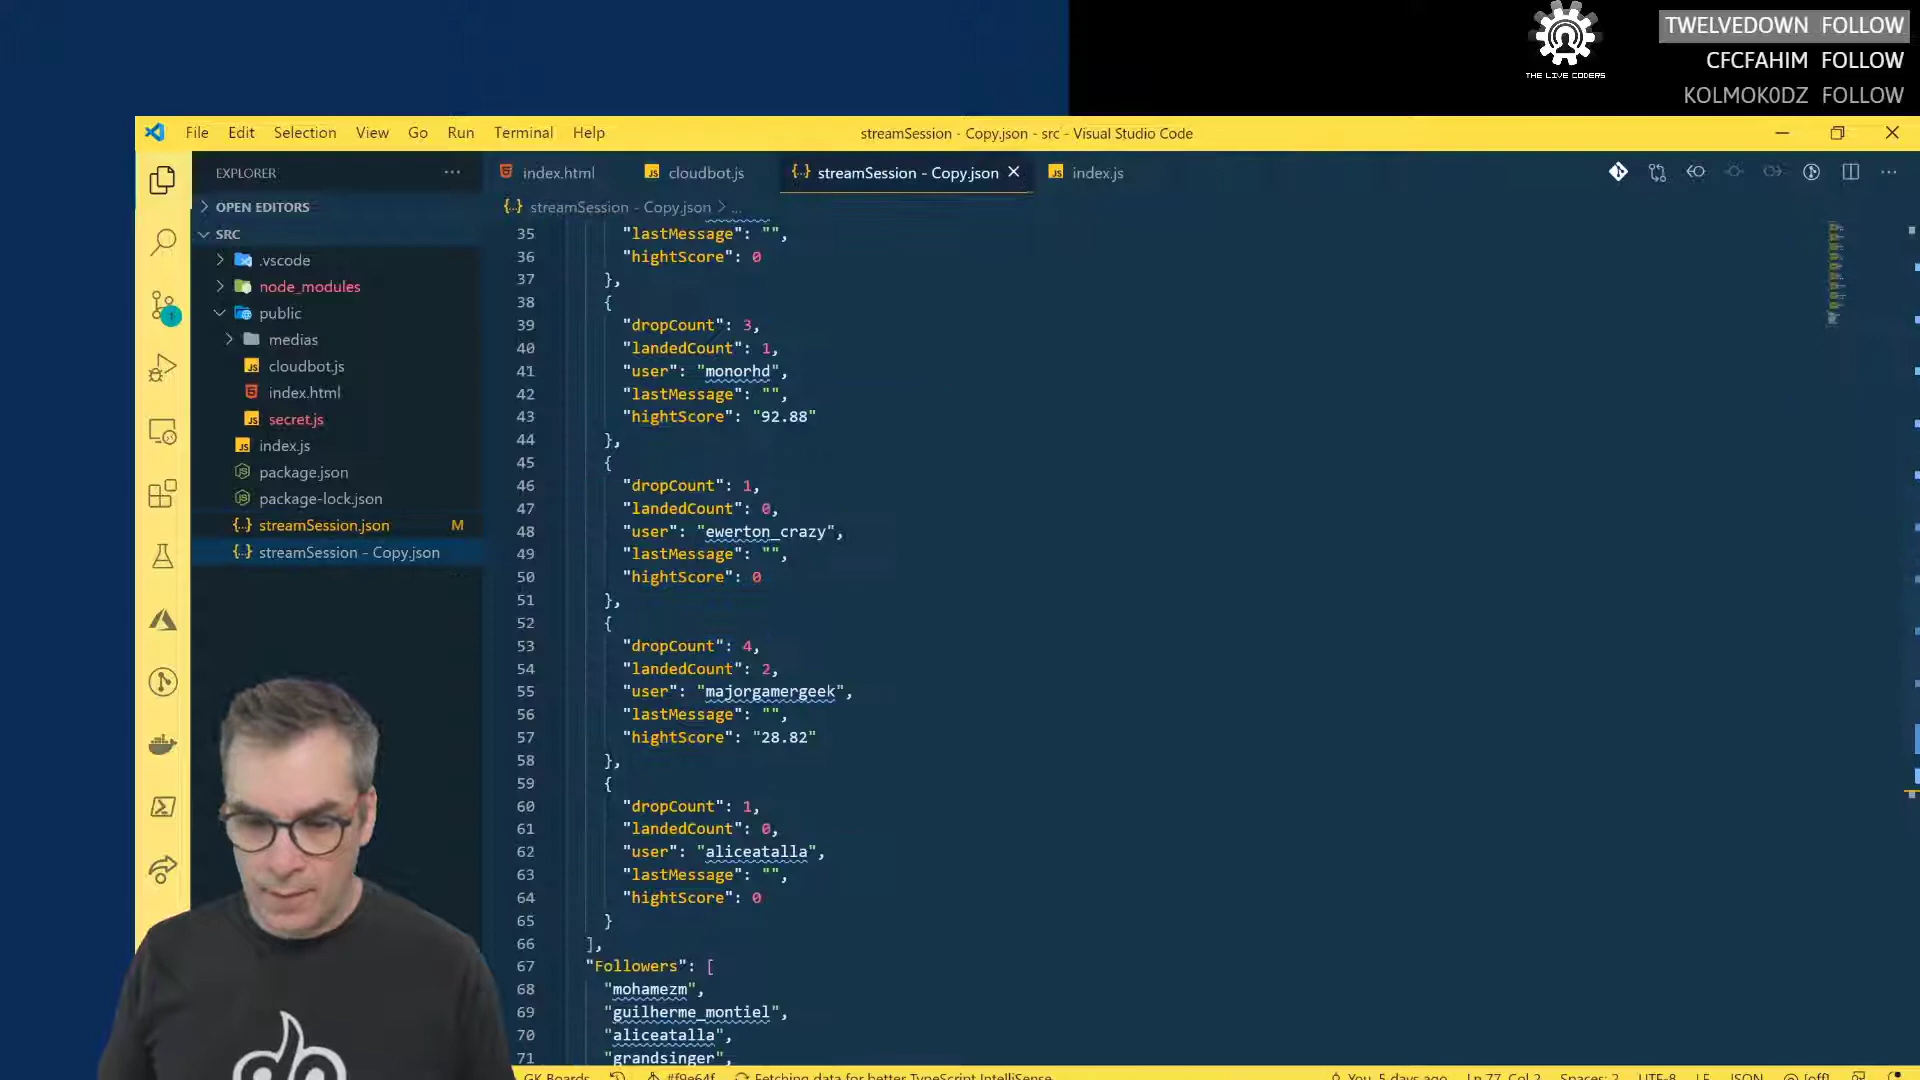 TWELVEDOWN FOLLOW
CFCFAHIM FOLLOW
KOLMOK0DZ FOLLOW
THE LIVE CODERS
File Edit Selection View Go Run Terminal Help
streamSession - Copy.json - src - Visual Studio Code
EXPLORER
index.html
cloudbot.js
streamSession - Copy.json
index.js
OPEN EDITORS
streamSession - Copy.json > ...
SRC
.vscode
node_modules
public
medias
cloudbot.js
index.html
secret.js
index.js
package.json
package-lock.json
streamSession.json M
streamSession - Copy.json
1
35 "lastMessage": "",
36 "hightScore": 0
37 },
38 {
39 "dropCount": 3,
40 "landedCount": 1,
41 "user": "monorhd",
42 "lastMessage": "",
43 "hightScore": "92.88"
44 },
45 {
46 "dropCount": 1,
47 "landedCount": 0,
48 "user": "ewerton_crazy",
49 "lastMessage": "",
50 "hightScore": 0
51 },
52 {
53 "dropCount": 4,
54 "landedCount": 2,
55 "user": "majorgamergeek",
56 "lastMessage": "",
57 "hightScore": "28.82"
58 },
59 {
60 "dropCount": 1,
61 "landedCount": 0,
62 "user": "aliceatalla",
63 "lastMessage": "",
64 "hightScore": 0
65 }
66 ],
67 "Followers": [
68 "mohamezm",
69 "guilherme_montiel",
70 "aliceatalla",
71 "grandsinger",
GK Boards #f9e64f Fetching data for better TypeScript IntelliSense You, 5 days ago Ln 77, Col 2 Spaces: 2 UTF-8 LF JSON [off]